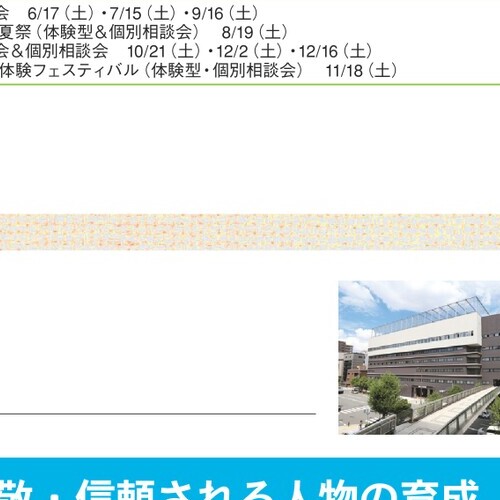 会　6/17（土）・7/15（土）・9/16（土）
夏祭（体験型＆個別相談会）　8/19（土）
会＆個別相談会　10/21（土）・12/2（土）・12/16（土）
体験フェスティバル（体験型・個別相談会）　11/18（土）
敬・信頼される人物の育成